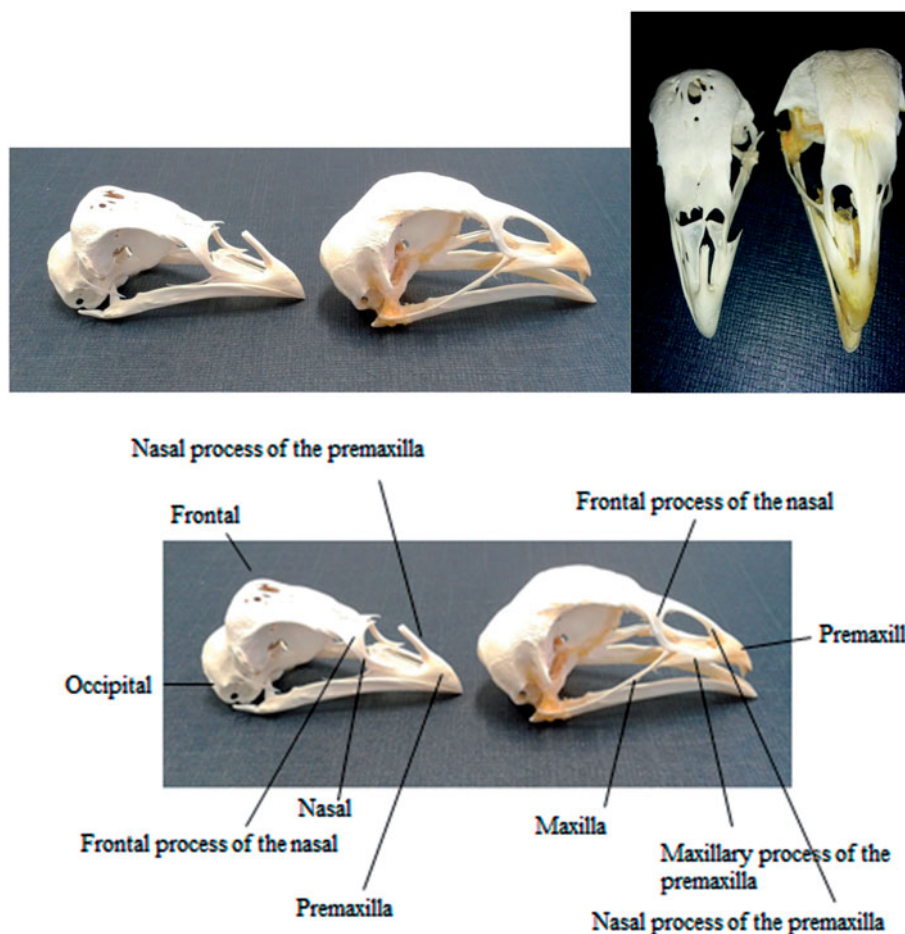 Nasal process of the premaxilla
Frontal
Frontal process of the nasal
Premaxill
Occipital
Nasal
Maxilla
Frontal process of the nasal
Maxillary process of the
premaxilla
Premaxilla
Nasal process of the premaxilla